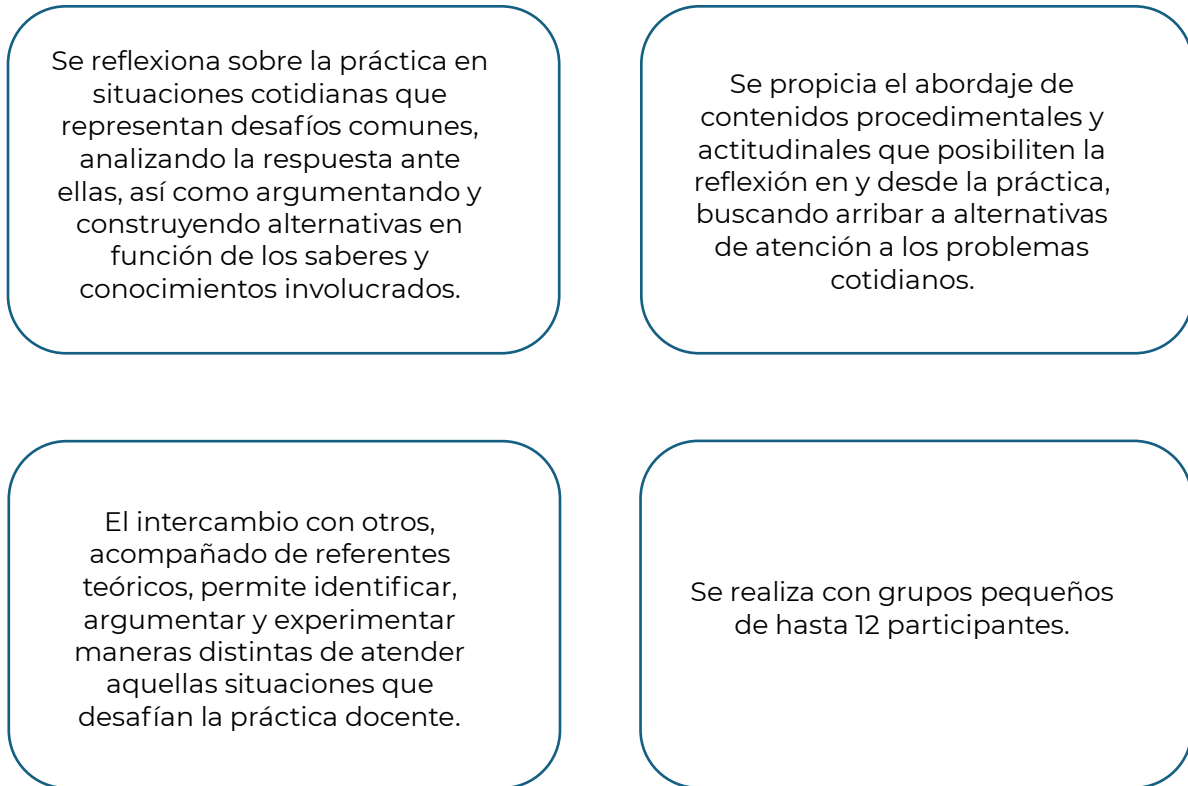 Se reflexiona sobre la práctica en
situaciones cotidianas que
representan desafíos comunes,
analizando la respuesta ante
ellas, así como argumentando y
construyendo alternativas en
función de los saberes y
conocimientos involucrados.
Se propicia el abordaje de
contenidos procedimentales y
actitudinales que posibiliten la
reflexión en y desde la práctica,
buscando arribar a alternativas
de atención a los problemas
cotidianos.
El intercambio con otros,
acompañado de referentes
teóricos, permite identificar,
argumentar y experimentar
maneras distintas de atender
aquellas situaciones que
desafían la práctica docente.
Se realiza con grupos pequeños
de hasta 12 participantes.